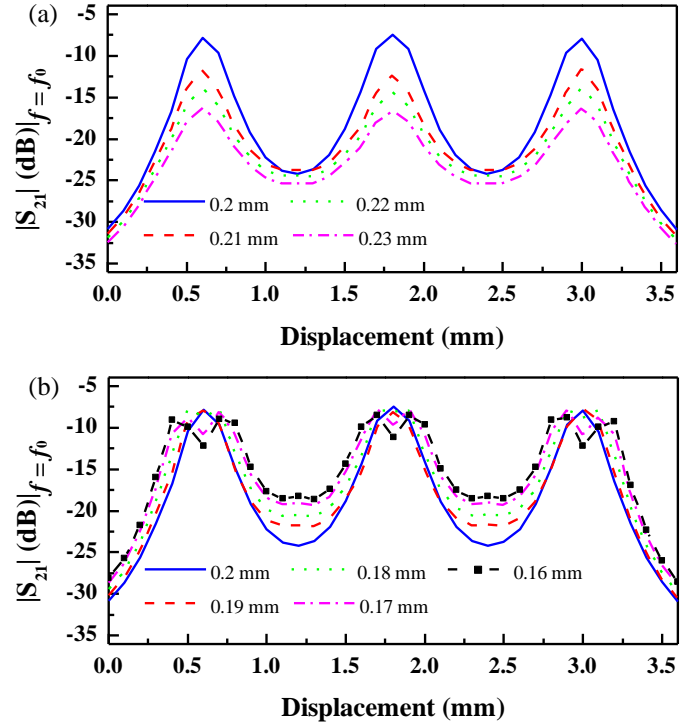 (a)
-5
-10
-15
-20
-25
-30
-35
|S21| (dB)|f = f0
0.2 mm
0.22 mm
0.21 mm
0.23 mm
0.0 0.5 1.0 1.5 2.0 2.5 3.0 3.5
Displacement (mm)
(b)
-5
-10
-15
-20
-25
-30
-35
|S21| (dB)|f = f0
0.2 mm
0.18 mm
0.16 mm
0.19 mm
0.17 mm
0.0 0.5 1.0 1.5 2.0 2.5 3.0 3.5
Displacement (mm)